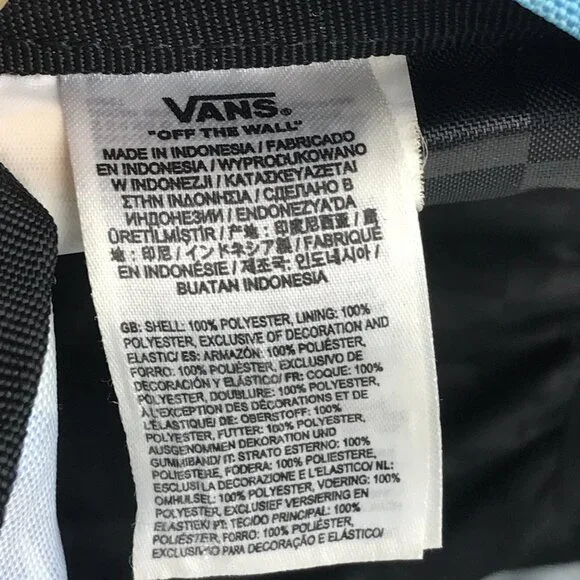 VANS®
"OFF THE WALL"
MADE IN INDONESIA / FABRICADO
EN INDONESIA / WYPRODUKOWANO
W INDONEZJI / ΚΑΤΑΣΚΕΥΑΖΕΤΑΙ
ΣΤΗΝ ΙΝΔΟΝΗΣΙΑ / СДЕЛАНО В
ИНДОНЕЗИИ / ENDONEZYA'DA
ÜRETİLMİŞTİR / 产地：印度尼西亚 / 產
地：印尼 / インドネシア製 / FABRIQUÉ
EN INDONÉSIE / 제조국: 인도네시아 /
BUATAN INDONESIA
GB: SHELL: 100% POLYESTER, LINING: 100%
POLYESTER, EXCLUSIVE OF DECORATION AND
ELASTIC/ ES: ARMAZÓN: 100% POLIÉSTER,
FORRO: 100% POLIÉSTER, EXCLUSIVO DE
DECORACIÓN Y ELÁSTICO/ FR: COQUE: 100%
POLYESTER, DOUBLURE: 100% POLYESTER,
A L'EXCEPTION DES DÉCORATIONS ET DE
L'ÉLASTIQUE/ DE: OBERSTOFF: 100%
POLYESTER, FUTTER: 100% POLYESTER,
AUSGENOMMEN DEKORATION UND
GUMMIBAND/ IT: STRATO ESTERNO: 100%
POLIESTERE, FODERA: 100% POLIESTERE,
ESCLUSI LA DECORAZIONE E L'ELASTICO/ NL:
OMHULSEL: 100% POLYESTER, VOERING: 100%
POLYESTER, EXCLUSIEF VERSIERING EN
ELASTIEK/ PT: TECIDO PRINCIPAL: 100%
POLIÉSTER, FORRO: 100% POLIÉSTER,
EXCLUSIVO PARA DECORAÇÃO E ELÁSTICO/